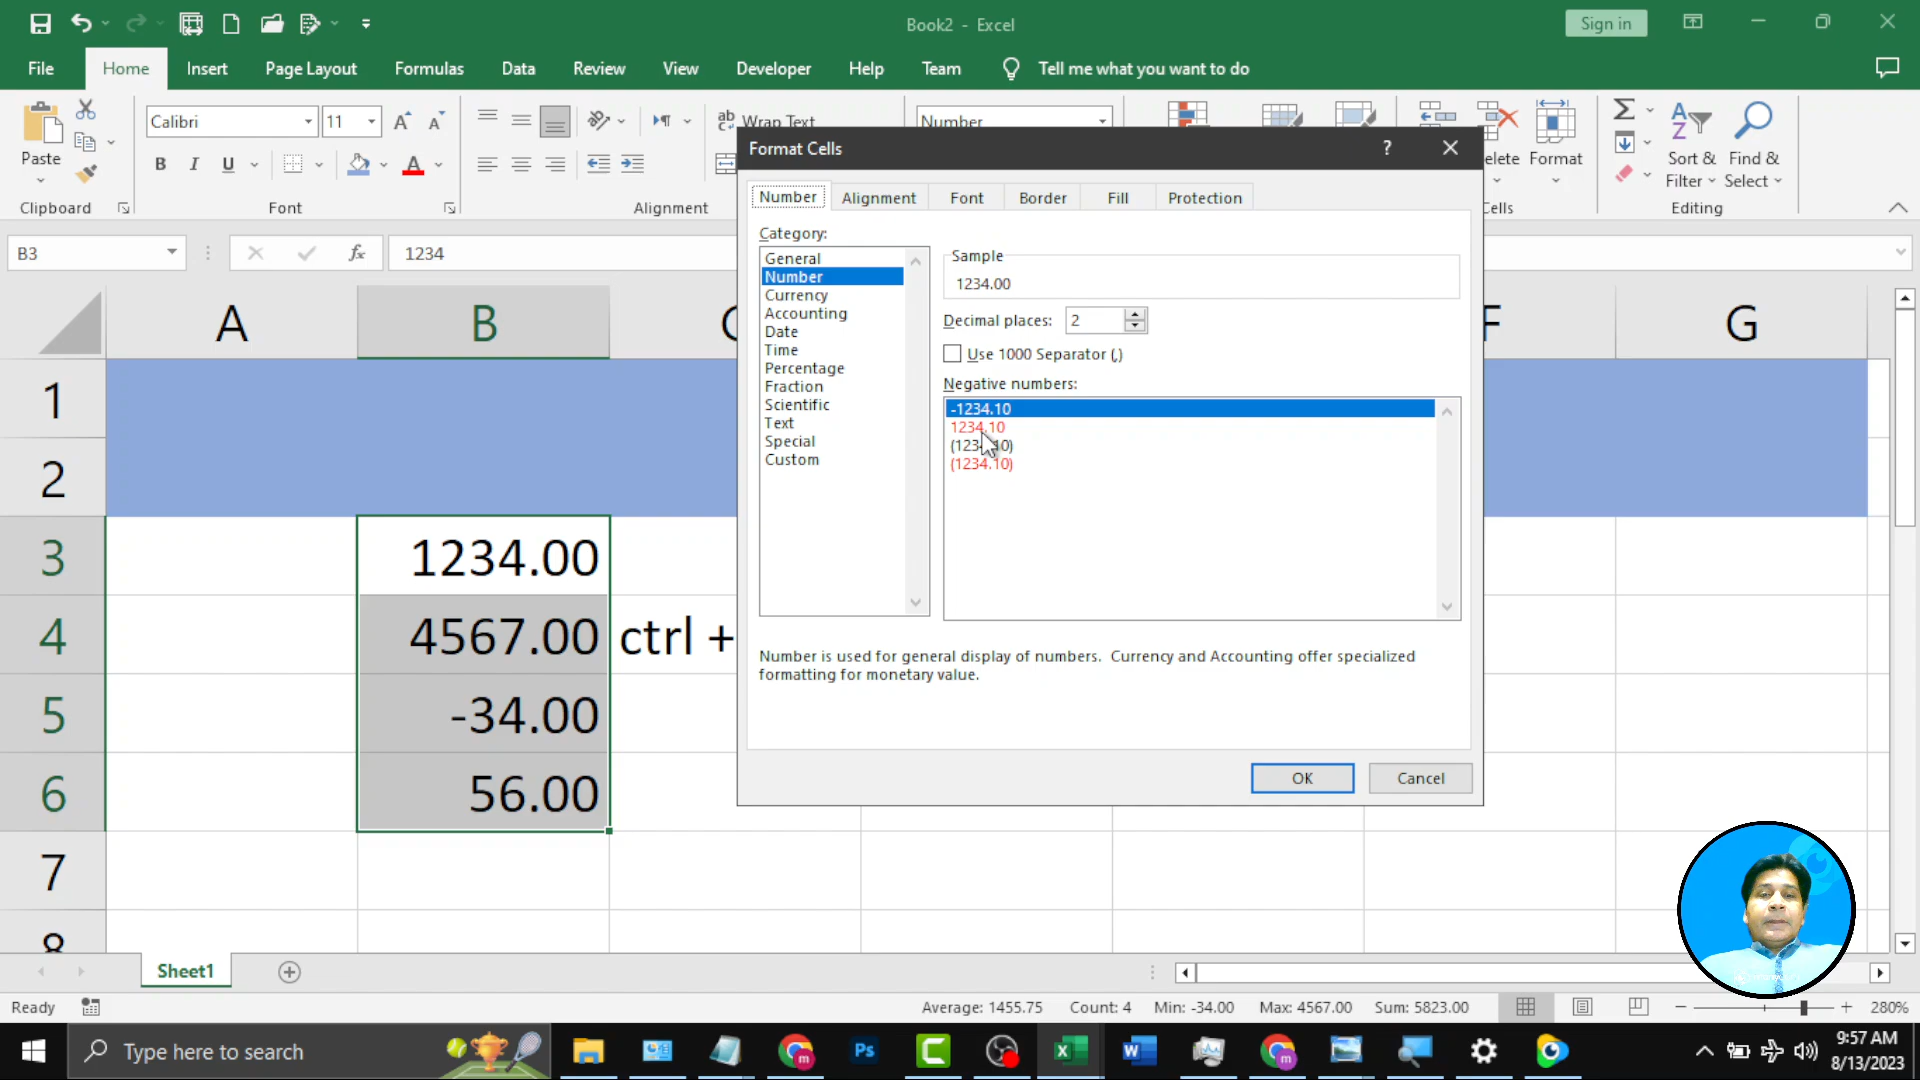 Book2 - Excel
Sign in
File
Home
Insert
Page Layout
Formulas
Data
Review
View
Developer
Help
Team
Tell me what you want to do
Paste
Clipboard
Calibri
11
B I U
Font
Wrap Text
Alignment
Number
elete
Format
Cells
Sort &
Filter
Find &
Select
Editing
B3
fx
1234
Format Cells
?
Number
Alignment
Font
Border
Fill
Protection
Category:
General
Number
Currency
Accounting
Date
Time
Percentage
Fraction
Scientific
Text
Special
Custom
Sample
1234.00
Decimal places: 2
Use 1000 Separator (,)
Negative numbers:
-1234.10
1234.10
(1234.10)
(1234.10)
Number is used for general display of numbers. Currency and Accounting offer specialized
formatting for monetary value.
OK
Cancel
A
B
C
F
G
1
2
3
1234.00
4
4567.00
ctrl +
5
-34.00
6
56.00
7
8
Sheet1
Ready
Average: 1455.75
Count: 4
Min: -34.00
Max: 4567.00
Sum: 5823.00
280%
Type here to search
9:57 AM
8/13/2023